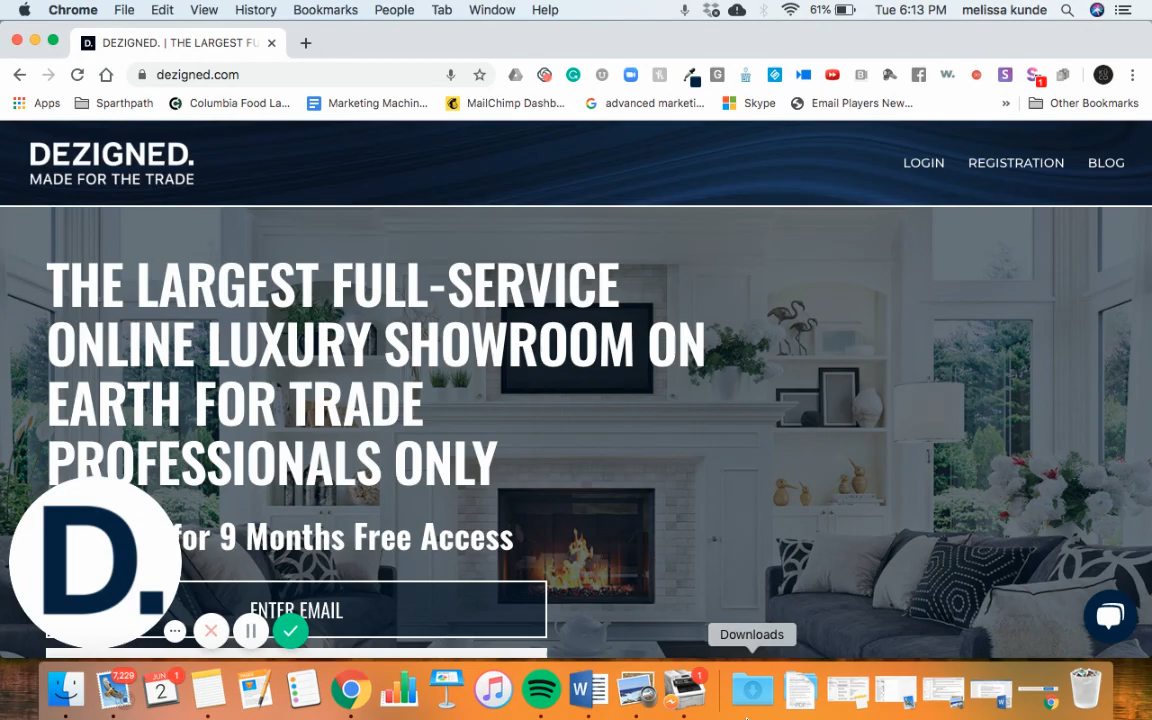 Chrome File Edit View History Bookmarks People Tab Window Help 61% Tue 6:13 PM melissa kunde
DEZIGNED. | THE LARGEST FU
dezigned.com
1
Apps Sparthpath Columbia Food La... Marketing Machin... MailChimp Dashb... advanced marketi... Skype Email Players New... » Other Bookmarks
DEZIGNED.
MADE FOR THE TRADE
LOGIN REGISTRATION BLOG
THE LARGEST FULL-SERVICE
ONLINE LUXURY SHOWROOM ON
EARTH FOR TRADE
PROFESSIONALS ONLY
for 9 Months Free Access
D.
ENTER EMAIL
Downloads
7,229
JUN 1
2
1